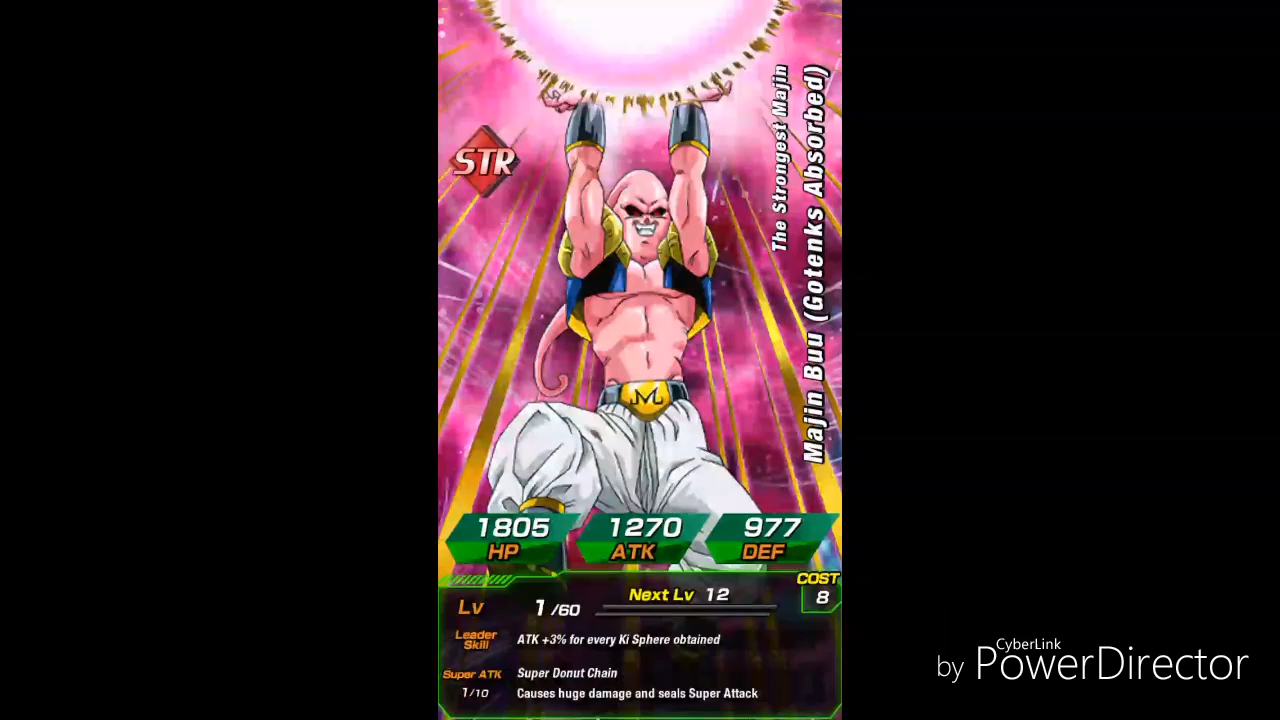 STR
The Strongest Majin
Majin Buu (Gotenks Absorbed)
M
1805 1270 977
HP ATK DEF
COST
8
Lv 1/60 Next Lv 12
Leader Skill ATK +3% for every Ki Sphere obtained
Super ATK Super Donut Chain
1/10 Causes huge damage and seals Super Attack
CyberLink
by PowerDirector